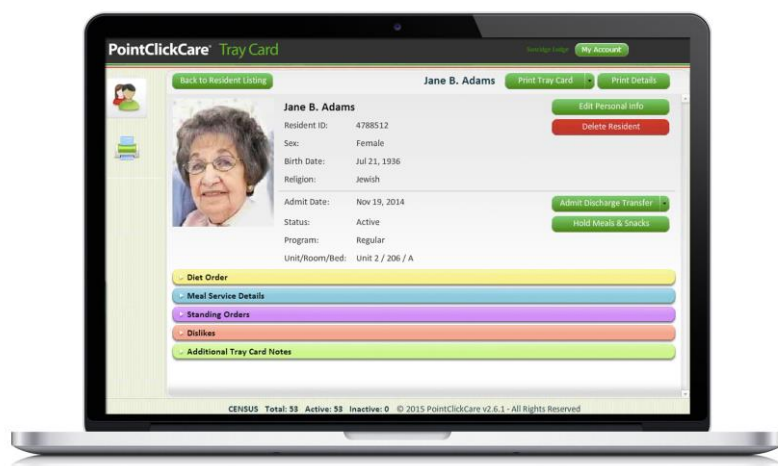 PointClickCare® Tray Card
Sunridge Lodge My Account
Back to Resident Listing
Jane B. Adams
Print Tray Card
Print Details
Jane B. Adams
Edit Personal Info
Resident ID: 4788512
Delete Resident
Sex: Female
Birth Date: Jul 21, 1936
Religion: Jewish
Admit Date: Nov 19, 2014
Admit Discharge Transfer
Status: Active
Hold Meals & Snacks
Program: Regular
Unit/Room/Bed: Unit 2 / 206 / A
Diet Order
Meal Service Details
Standing Orders
Dislikes
Additional Tray Card Notes
CENSUS Total: 53 Active: 53 Inactive: 0 © 2015 PointClickCare v2.6.1 - All Rights Reserved